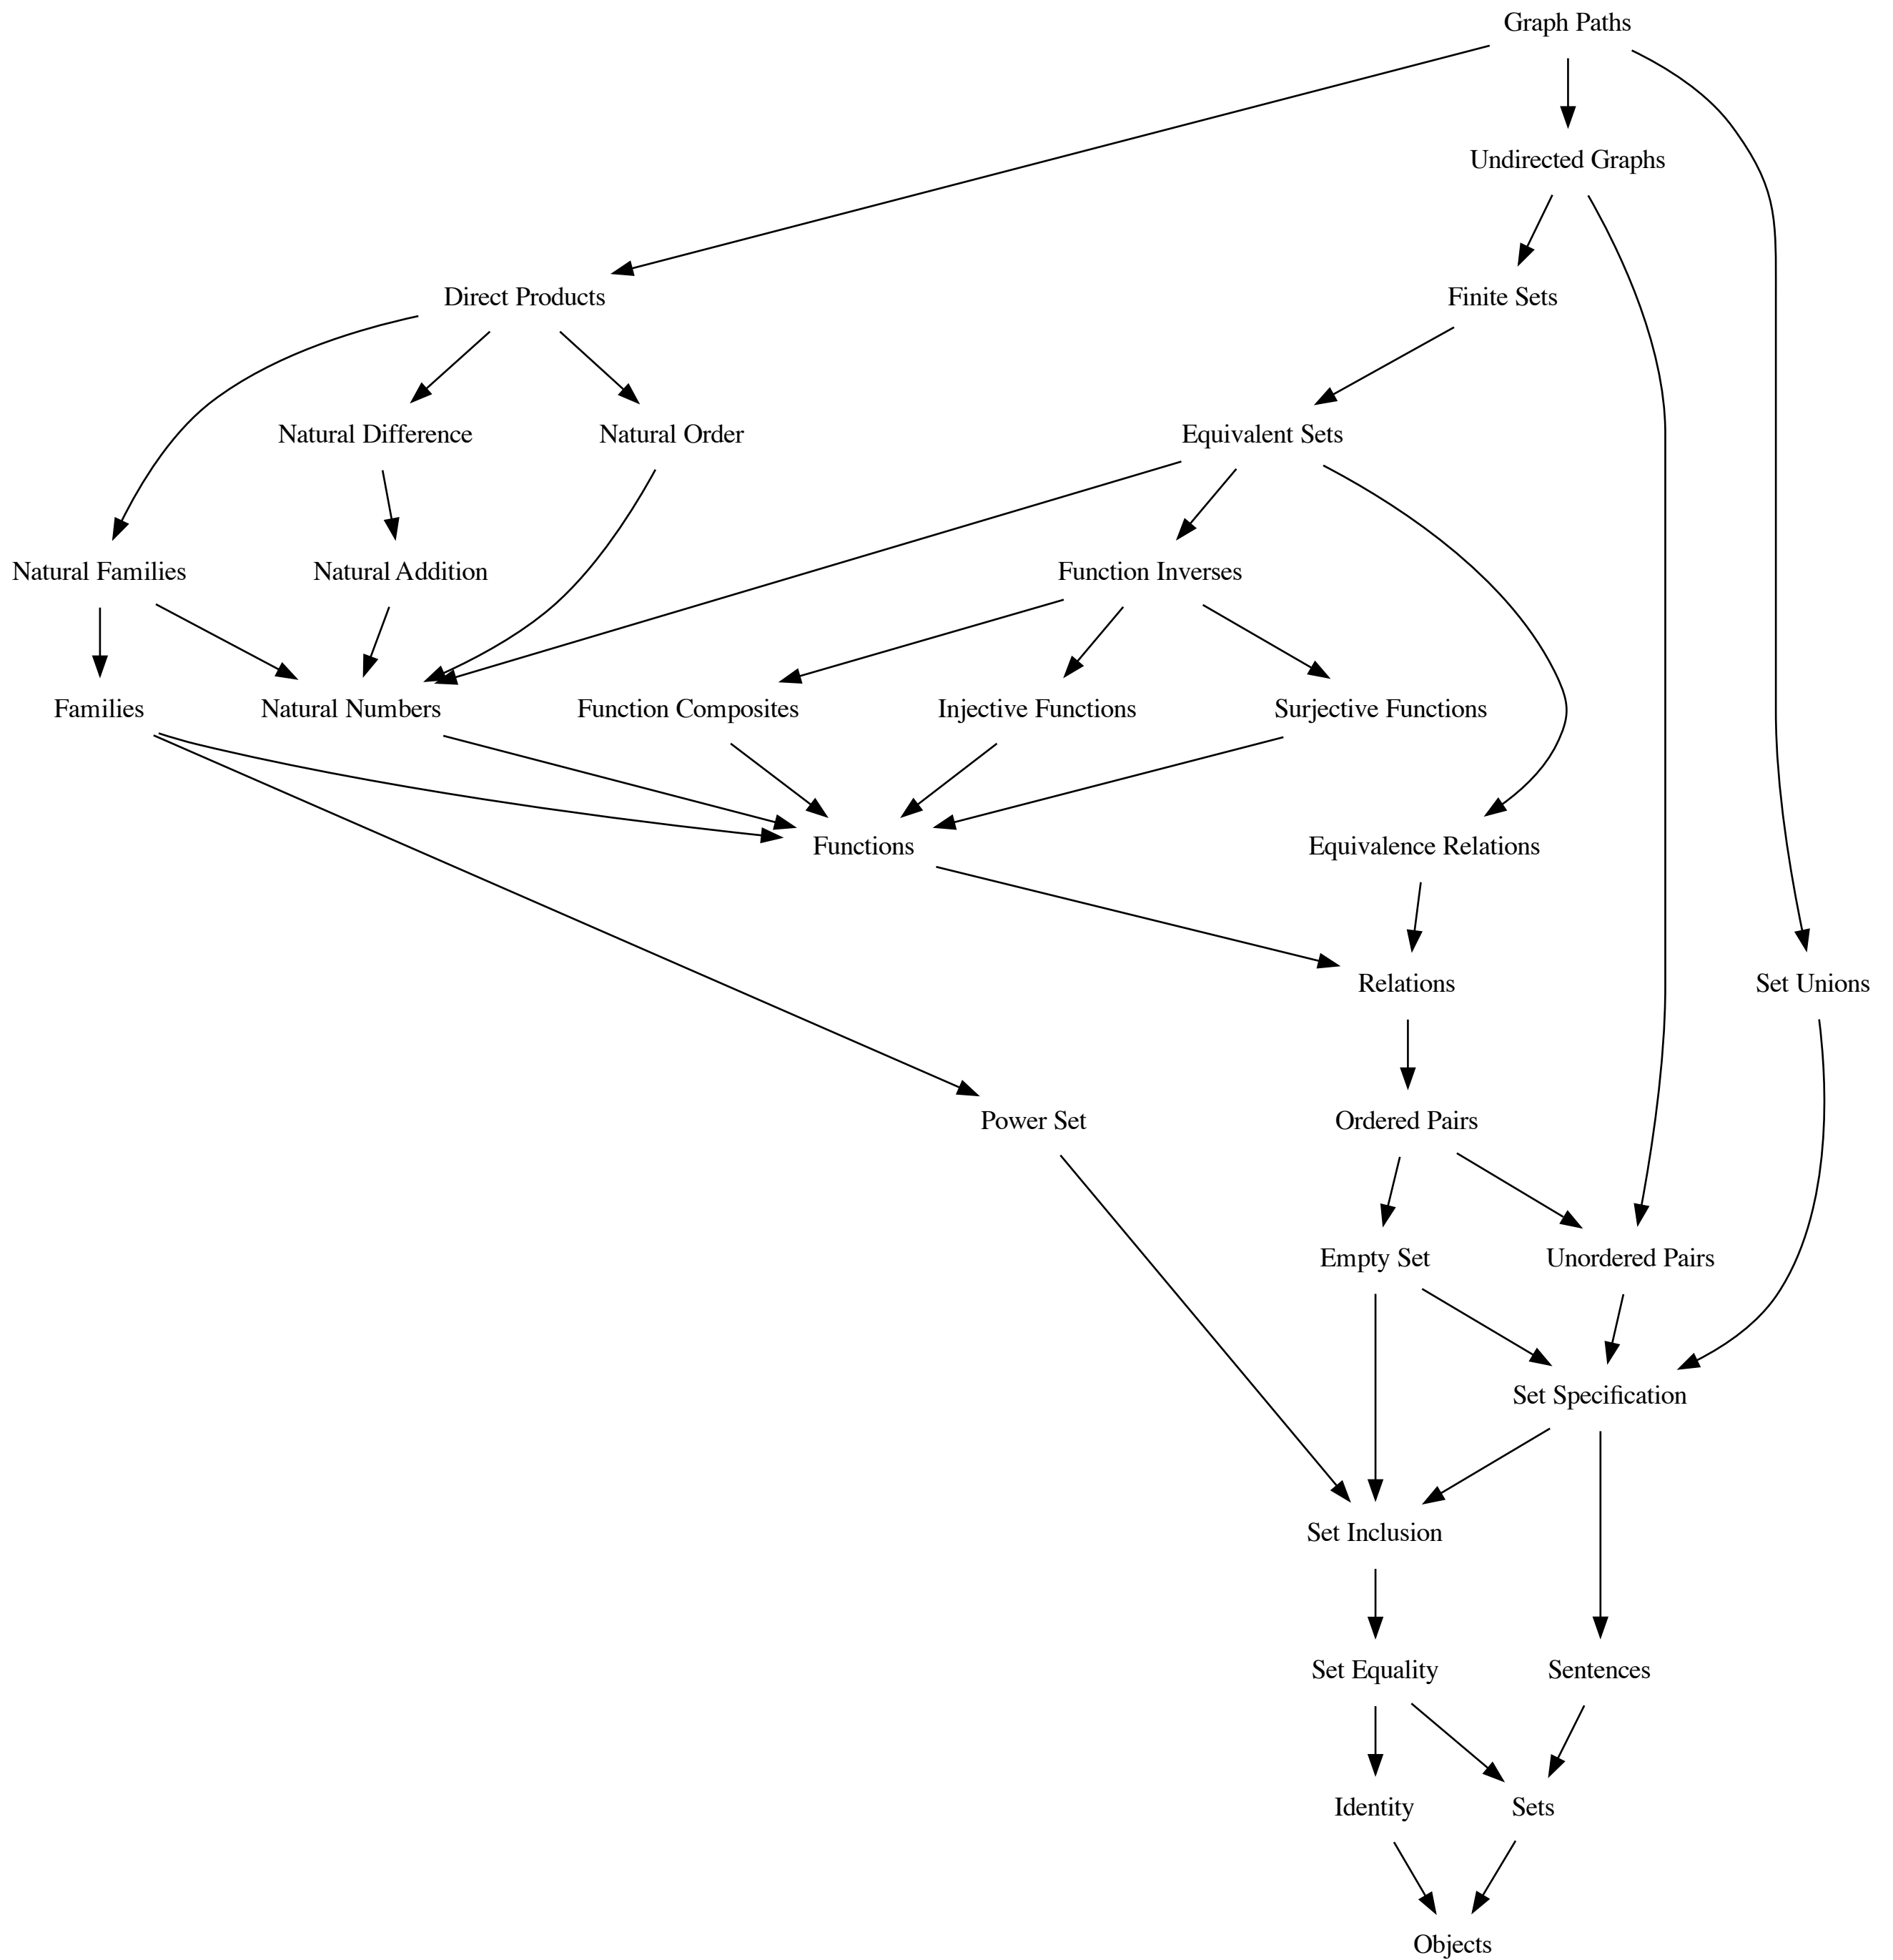 Graph Paths
Undirected Graphs
Direct Products
Finite Sets
Natural Difference
Natural Order
Equivalent Sets
Natural Families
Natural Addition
Function Inverses
Families
Natural Numbers
Function Composites
Injective Functions
Surjective Functions
Functions
Equivalence Relations
Relations
Set Unions
Power Set
Ordered Pairs
Empty Set
Unordered Pairs
Set Specification
Set Inclusion
Set Equality
Sentences
Identity
Sets
Objects